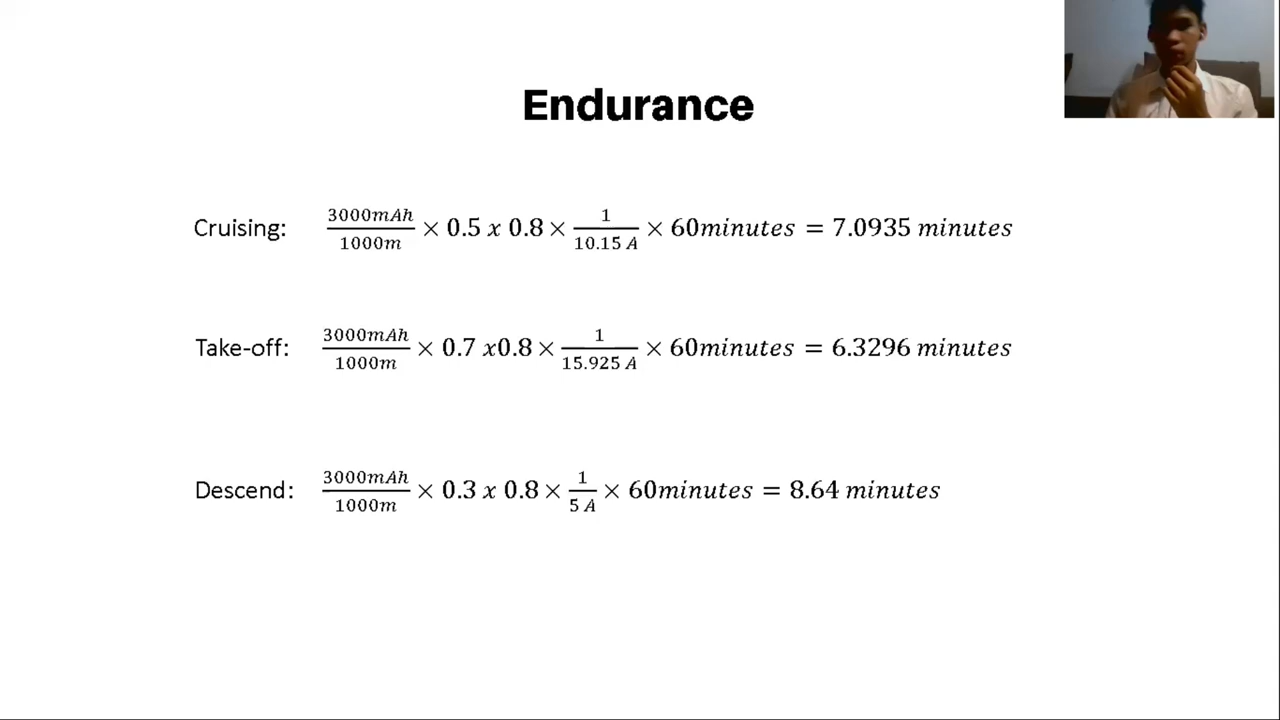 Endurance
Cruising: 3000mAh/1000m × 0.5 x 0.8 × 1/10.15 A × 60minutes = 7.0935 minutes
Take-off: 3000mAh/1000m × 0.7 x0.8 × 1/15.925 A × 60minutes = 6.3296 minutes
Descend: 3000mAh/1000m × 0.3 x 0.8 × 1/5 A × 60minutes = 8.64 minutes